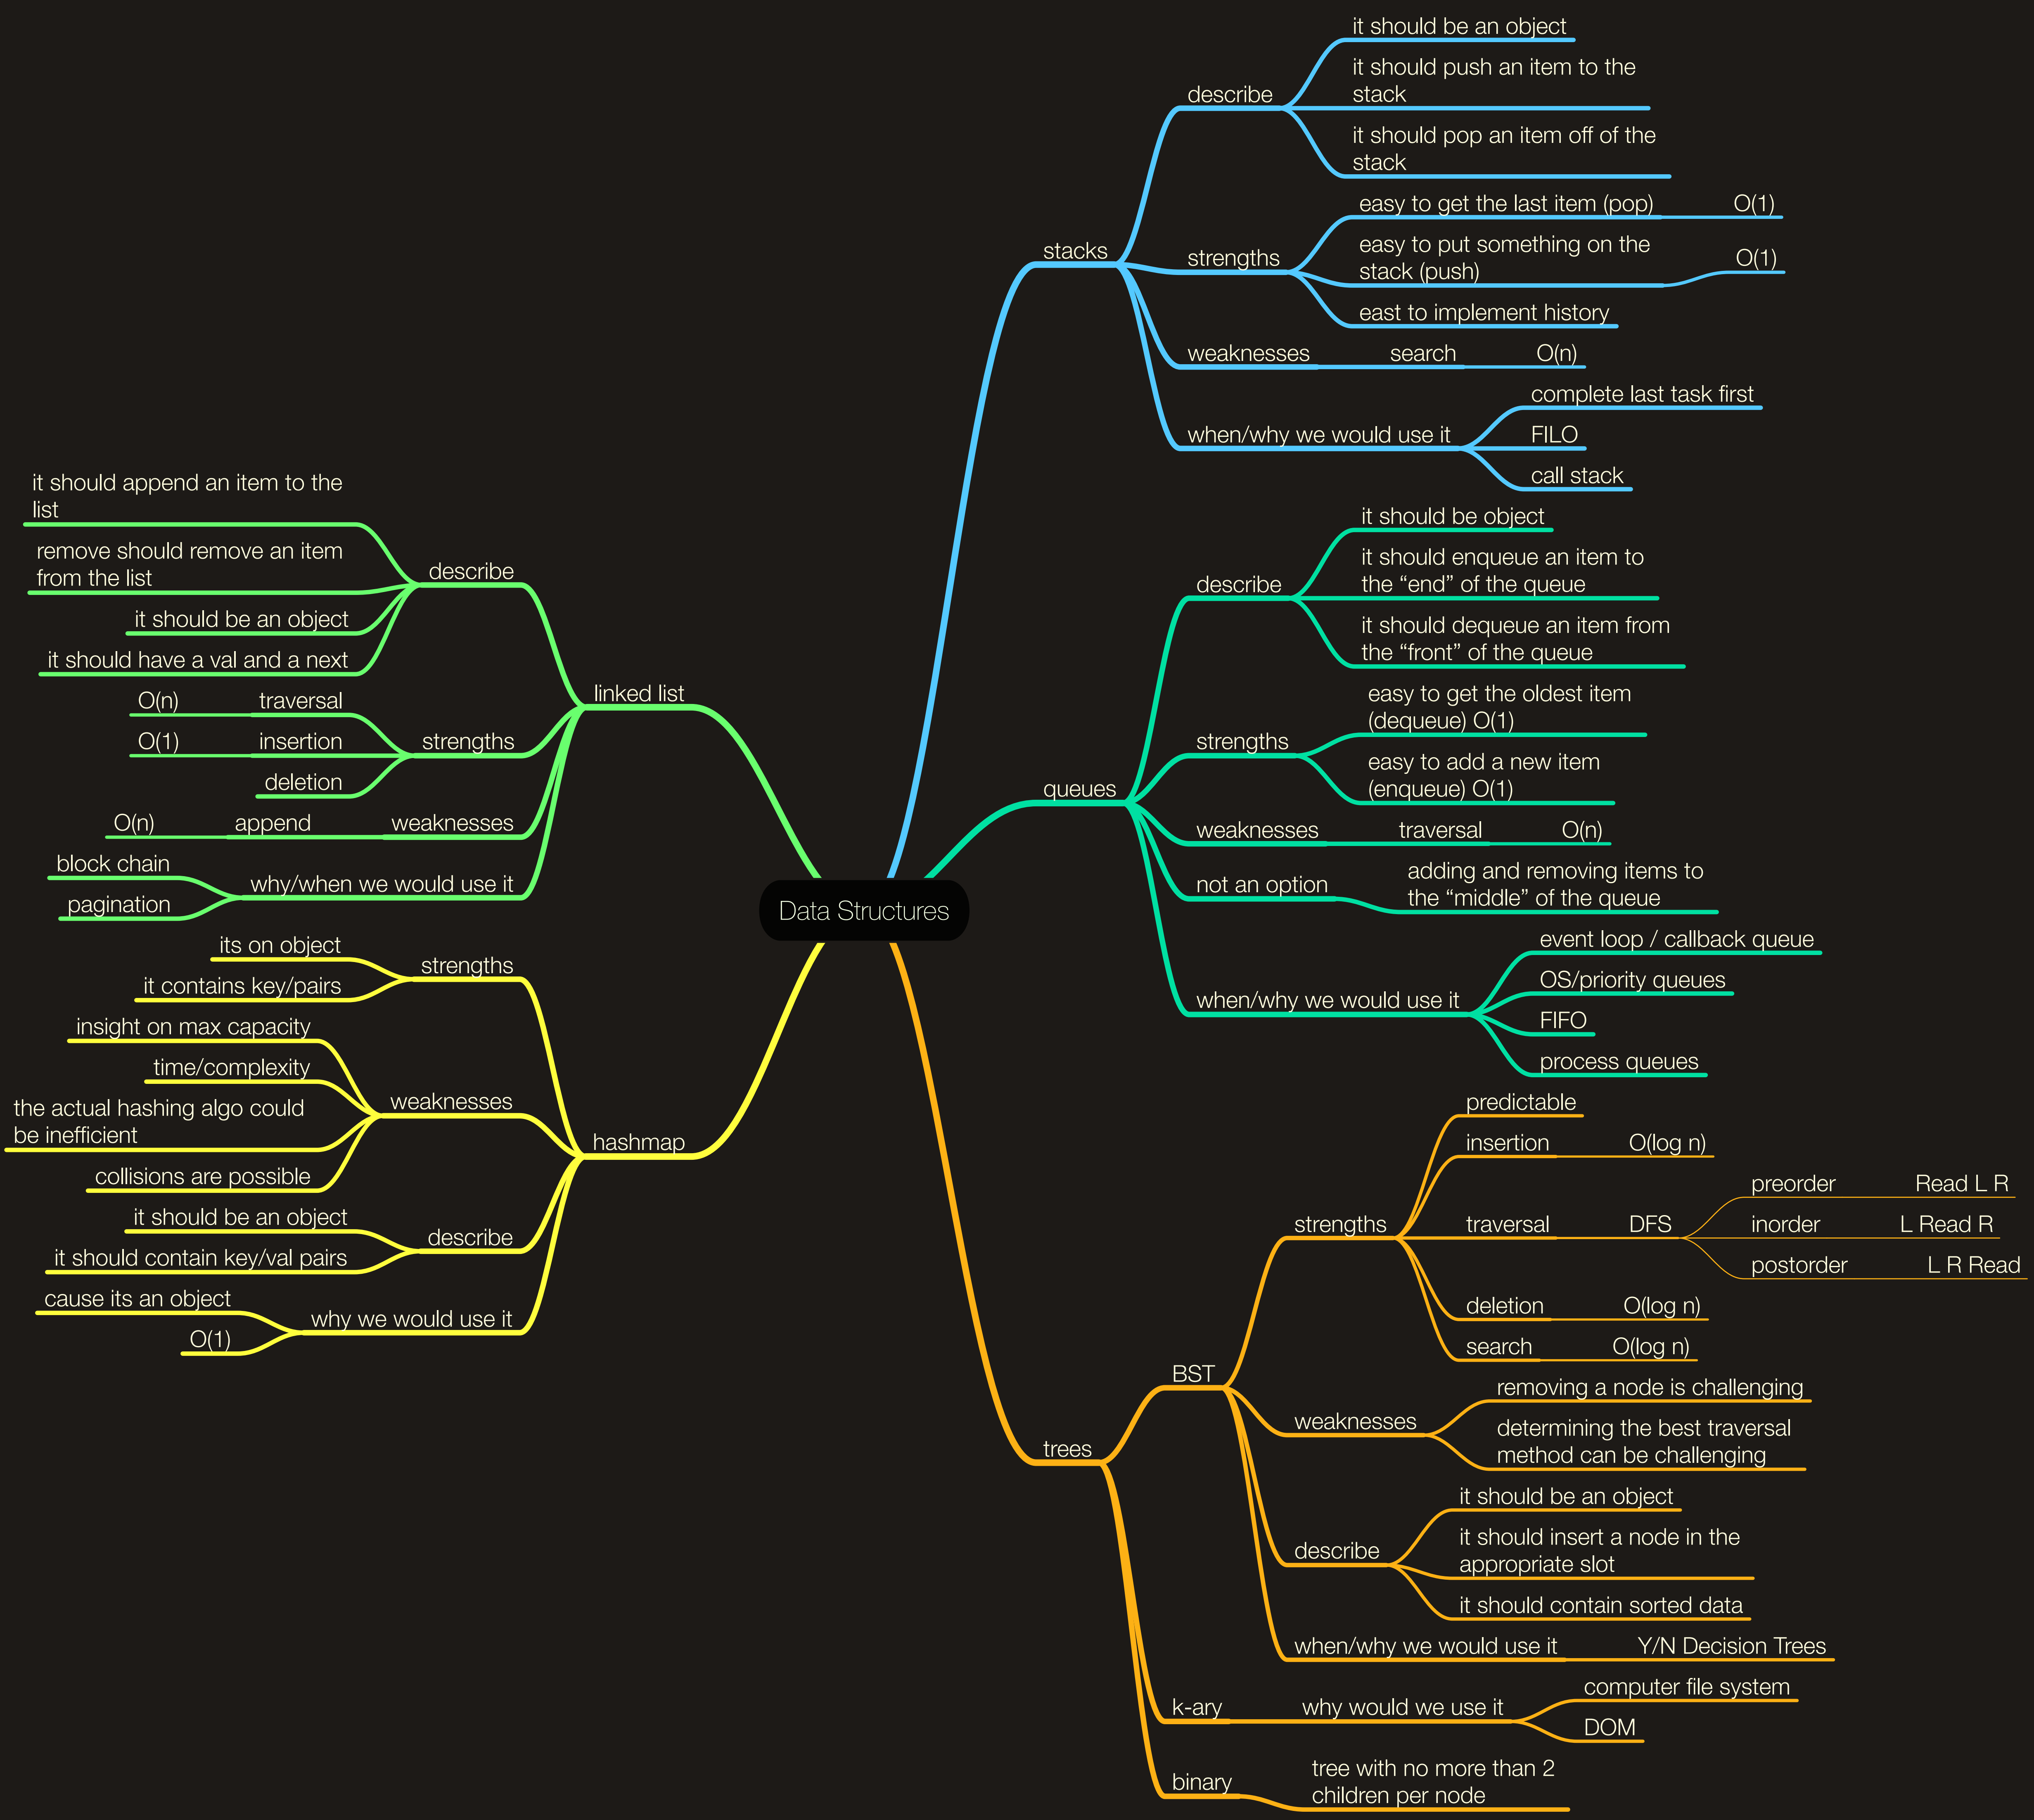 Data Structures
stacks
describe
it should be an object
it should push an item to the
stack
it should pop an item off of the
stack
strengths
easy to get the last item (pop)
O(1)
easy to put something on the
stack (push)
O(1)
east to implement history
weaknesses
search
O(n)
when/why we would use it
complete last task first
FILO
call stack
queues
describe
it should be object
it should enqueue an item to
the “end” of the queue
it should dequeue an item from
the “front” of the queue
strengths
easy to get the oldest item
(dequeue) O(1)
easy to add a new item
(enqueue) O(1)
weaknesses
traversal
O(n)
not an option
adding and removing items to
the “middle” of the queue
when/why we would use it
event loop / callback queue
OS/priority queues
FIFO
process queues
trees
BST
strengths
predictable
insertion
O(log n)
traversal
DFS
preorder
Read L R
inorder
L Read R
postorder
L R Read
deletion
O(log n)
search
O(log n)
weaknesses
removing a node is challenging
determining the best traversal
method can be challenging
describe
it should be an object
it should insert a node in the
appropriate slot
it should contain sorted data
when/why we would use it
Y/N Decision Trees
k-ary
why would we use it
computer file system
DOM
binary
tree with no more than 2
children per node
linked list
describe
it should append an item to the
list
remove should remove an item
from the list
it should be an object
it should have a val and a next
strengths
traversal
O(n)
insertion
O(1)
deletion
weaknesses
append
O(n)
why/when we would use it
block chain
pagination
hashmap
strengths
its on object
it contains key/pairs
weaknesses
insight on max capacity
time/complexity
the actual hashing algo could
be inefficient
collisions are possible
describe
it should be an object
it should contain key/val pairs
why we would use it
cause its an object
O(1)